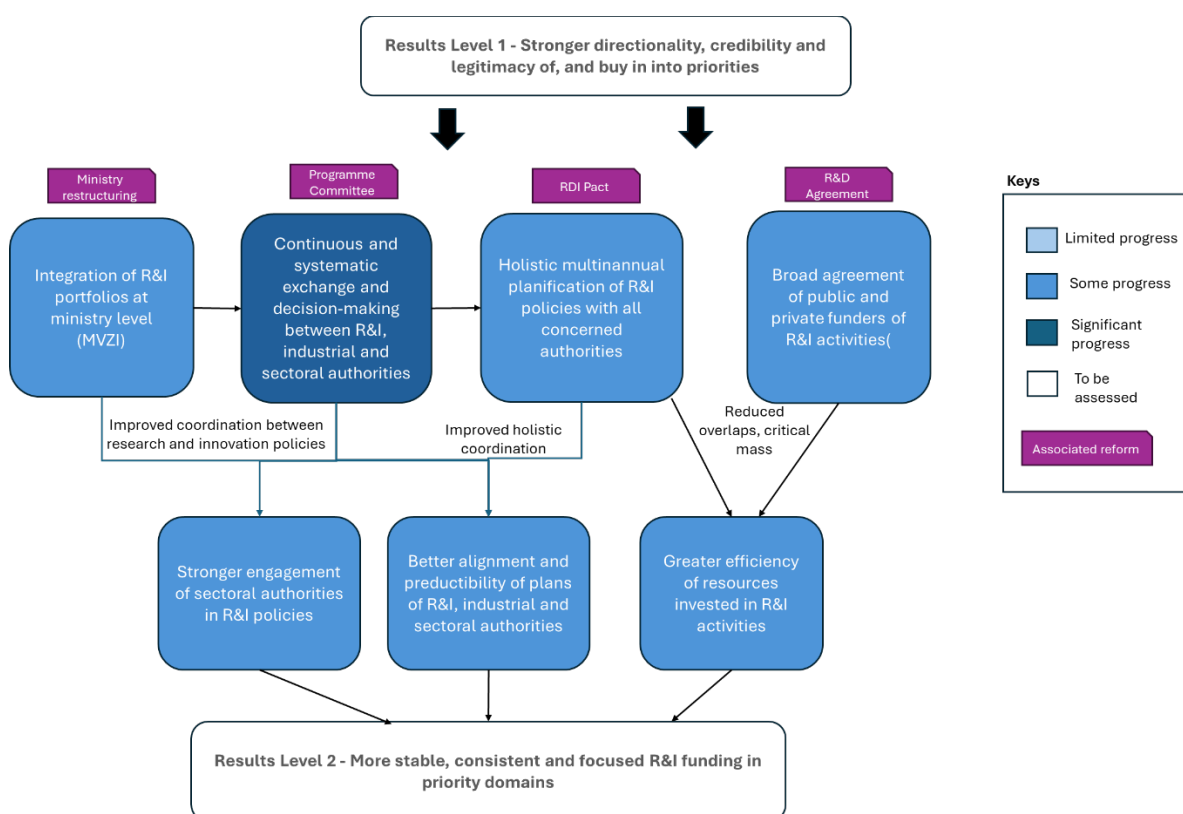 Results Level 1 - Stronger directionality, credibility and
legitimacy of, and buy in into priorities
Ministry
restructuring
Programme
Committee
RDI Pact
R&D
Agreement
Integration of R&I
portfolios at
ministry level
(MVZI)
Continuous and
systematic
exchange and
decision-making
between R&I,
industrial and
sectoral authorities
Holistic multinannual
planification of R&I
policies with all
concerned
authorities
Broad agreement
of public and
private funders of
R&I activities(
Improved coordination between
research and innovation policies
Improved holistic
coordination
Reduced
overlaps, critical
mass
Stronger engagement
of sectoral authorities
in R&I policies
Better alignment and
preductibility of plans
of R&I, industrial and
sectoral authorities
Greater efficiency
of resources
invested in R&I
activities
Results Level 2 - More stable, consistent and focused R&I funding in
priority domains
Keys
Limited progress
Some progress
Significant
progress
To be
assessed
Associated reform